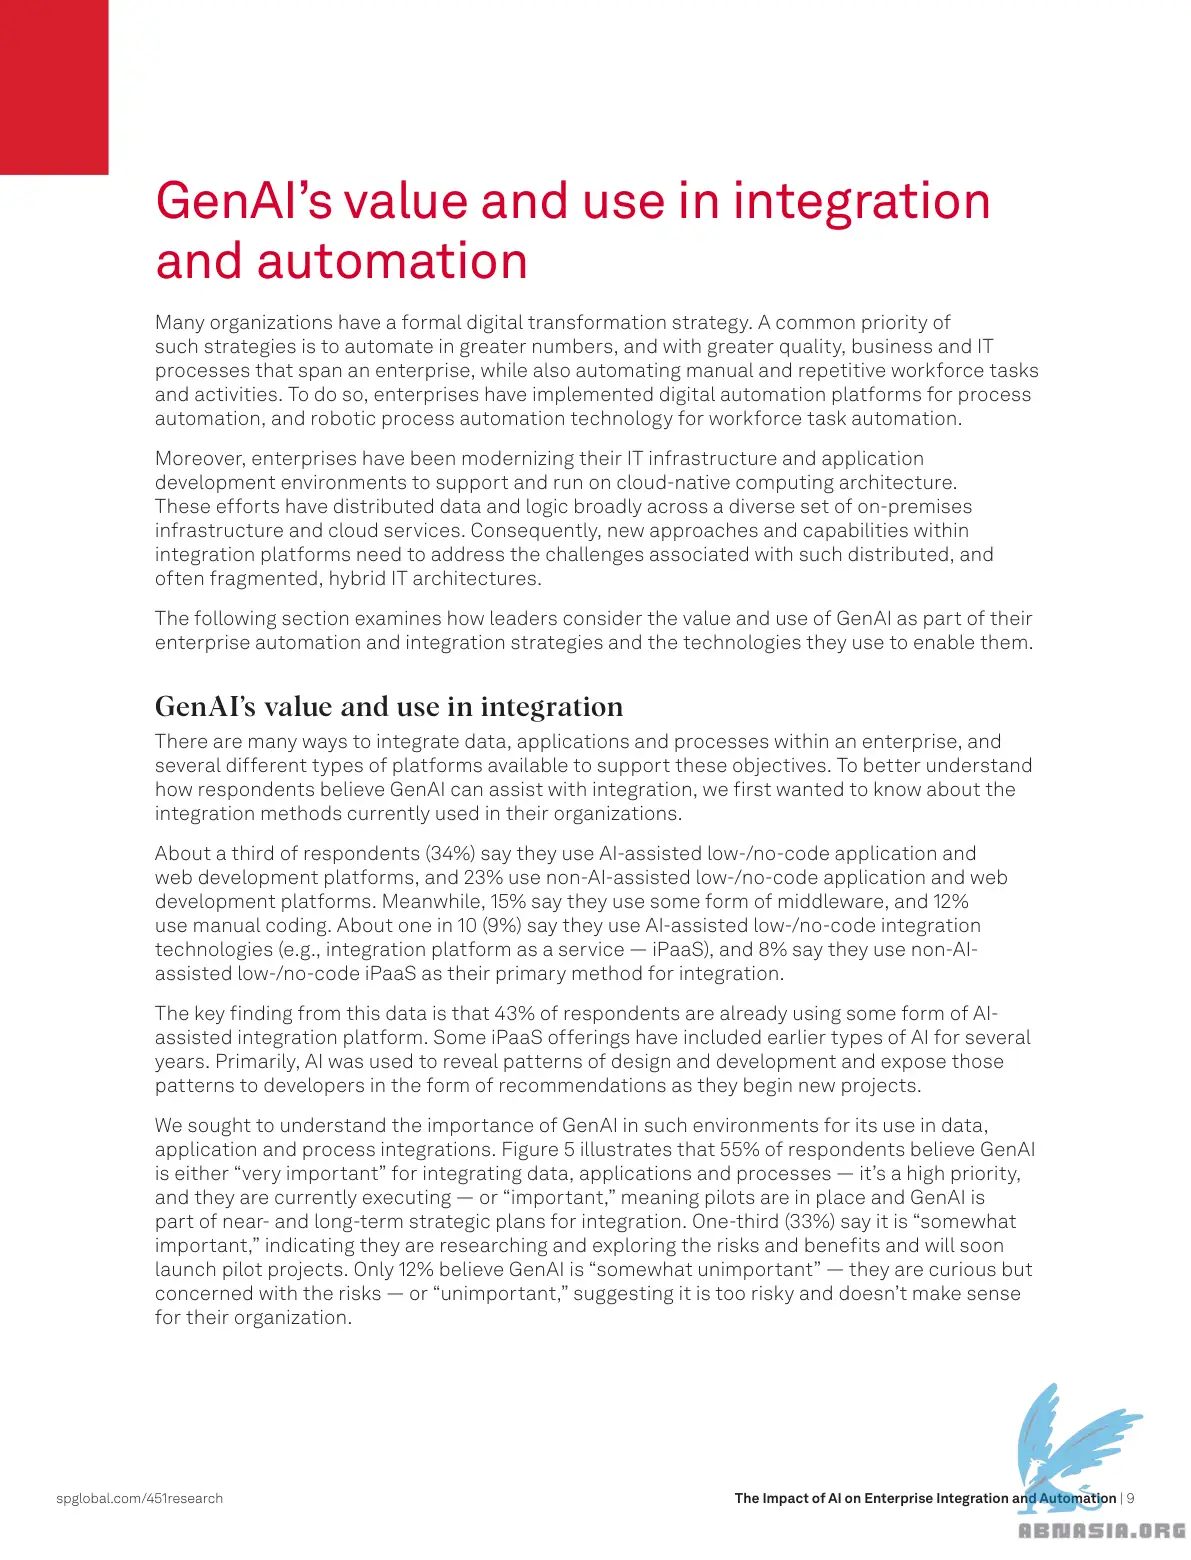 GenAI’s value and use in integration
and automation
Many organizations have a formal digital transformation strategy. A common priority of
such strategies is to automate in greater numbers, and with greater quality, business and IT
processes that span an enterprise, while also automating manual and repetitive workforce tasks
and activities. To do so, enterprises have implemented digital automation platforms for process
automation, and robotic process automation technology for workforce task automation.
Moreover, enterprises have been modernizing their IT infrastructure and application
development environments to support and run on cloud-native computing architecture.
These efforts have distributed data and logic broadly across a diverse set of on-premises
infrastructure and cloud services. Consequently, new approaches and capabilities within
integration platforms need to address the challenges associated with such distributed, and
often fragmented, hybrid IT architectures.
The following section examines how leaders consider the value and use of GenAI as part of their
enterprise automation and integration strategies and the technologies they use to enable them.
GenAI’s value and use in integration
There are many ways to integrate data, applications and processes within an enterprise, and
several different types of platforms available to support these objectives. To better understand
how respondents believe GenAI can assist with integration, we first wanted to know about the
integration methods currently used in their organizations.
About a third of respondents (34%) say they use AI-assisted low-/no-code application and
web development platforms, and 23% use non-AI-assisted low-/no-code application and web
development platforms. Meanwhile, 15% say they use some form of middleware, and 12%
use manual coding. About one in 10 (9%) say they use AI-assisted low-/no-code integration
technologies (e.g., integration platform as a service — iPaaS), and 8% say they use non-AI-
assisted low-/no-code iPaaS as their primary method for integration.
The key finding from this data is that 43% of respondents are already using some form of AI-
assisted integration platform. Some iPaaS offerings have included earlier types of AI for several
years. Primarily, AI was used to reveal patterns of design and development and expose those
patterns to developers in the form of recommendations as they begin new projects.
We sought to understand the importance of GenAI in such environments for its use in data,
application and process integrations. Figure 5 illustrates that 55% of respondents believe GenAI
is either “very important” for integrating data, applications and processes — it’s a high priority,
and they are currently executing — or “important,” meaning pilots are in place and GenAI is
part of near- and long-term strategic plans for integration. One-third (33%) say it is “somewhat
important,” indicating they are researching and exploring the risks and benefits and will soon
launch pilot projects. Only 12% believe GenAI is “somewhat unimportant” — they are curious but
concerned with the risks — or “unimportant,” suggesting it is too risky and doesn’t make sense
for their organization.
spglobal.com/451research
The Impact of AI on Enterprise Integration and Automation | 9
ABNASIA.ORG